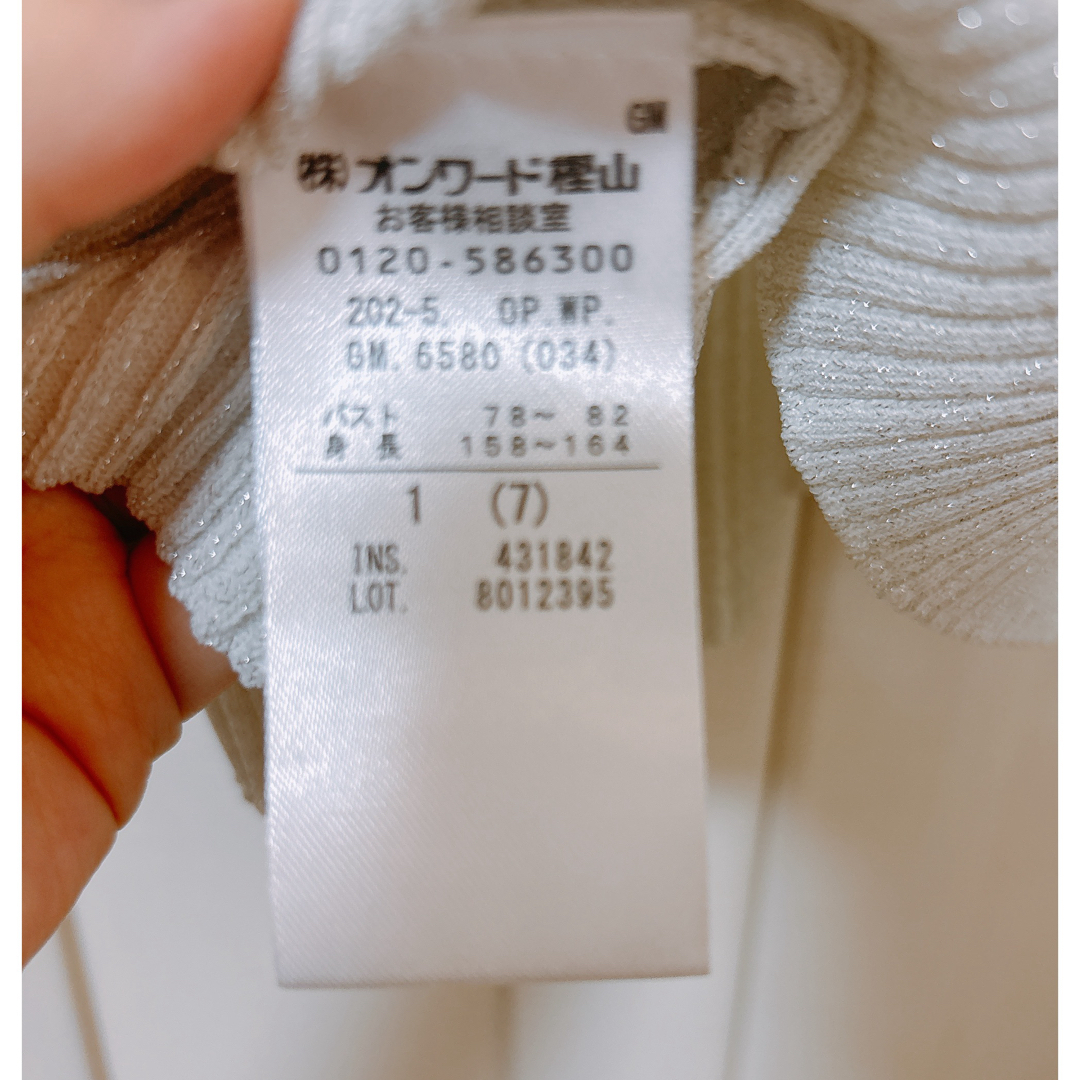 GM
㈱オンワード樫山
お客様相談室
0120-586300
202-5. OP.WP.
GM.6580 (034)
バスト 78～ 82
身長 158～164
1 (7)
INS. 431842
LOT. 8012395